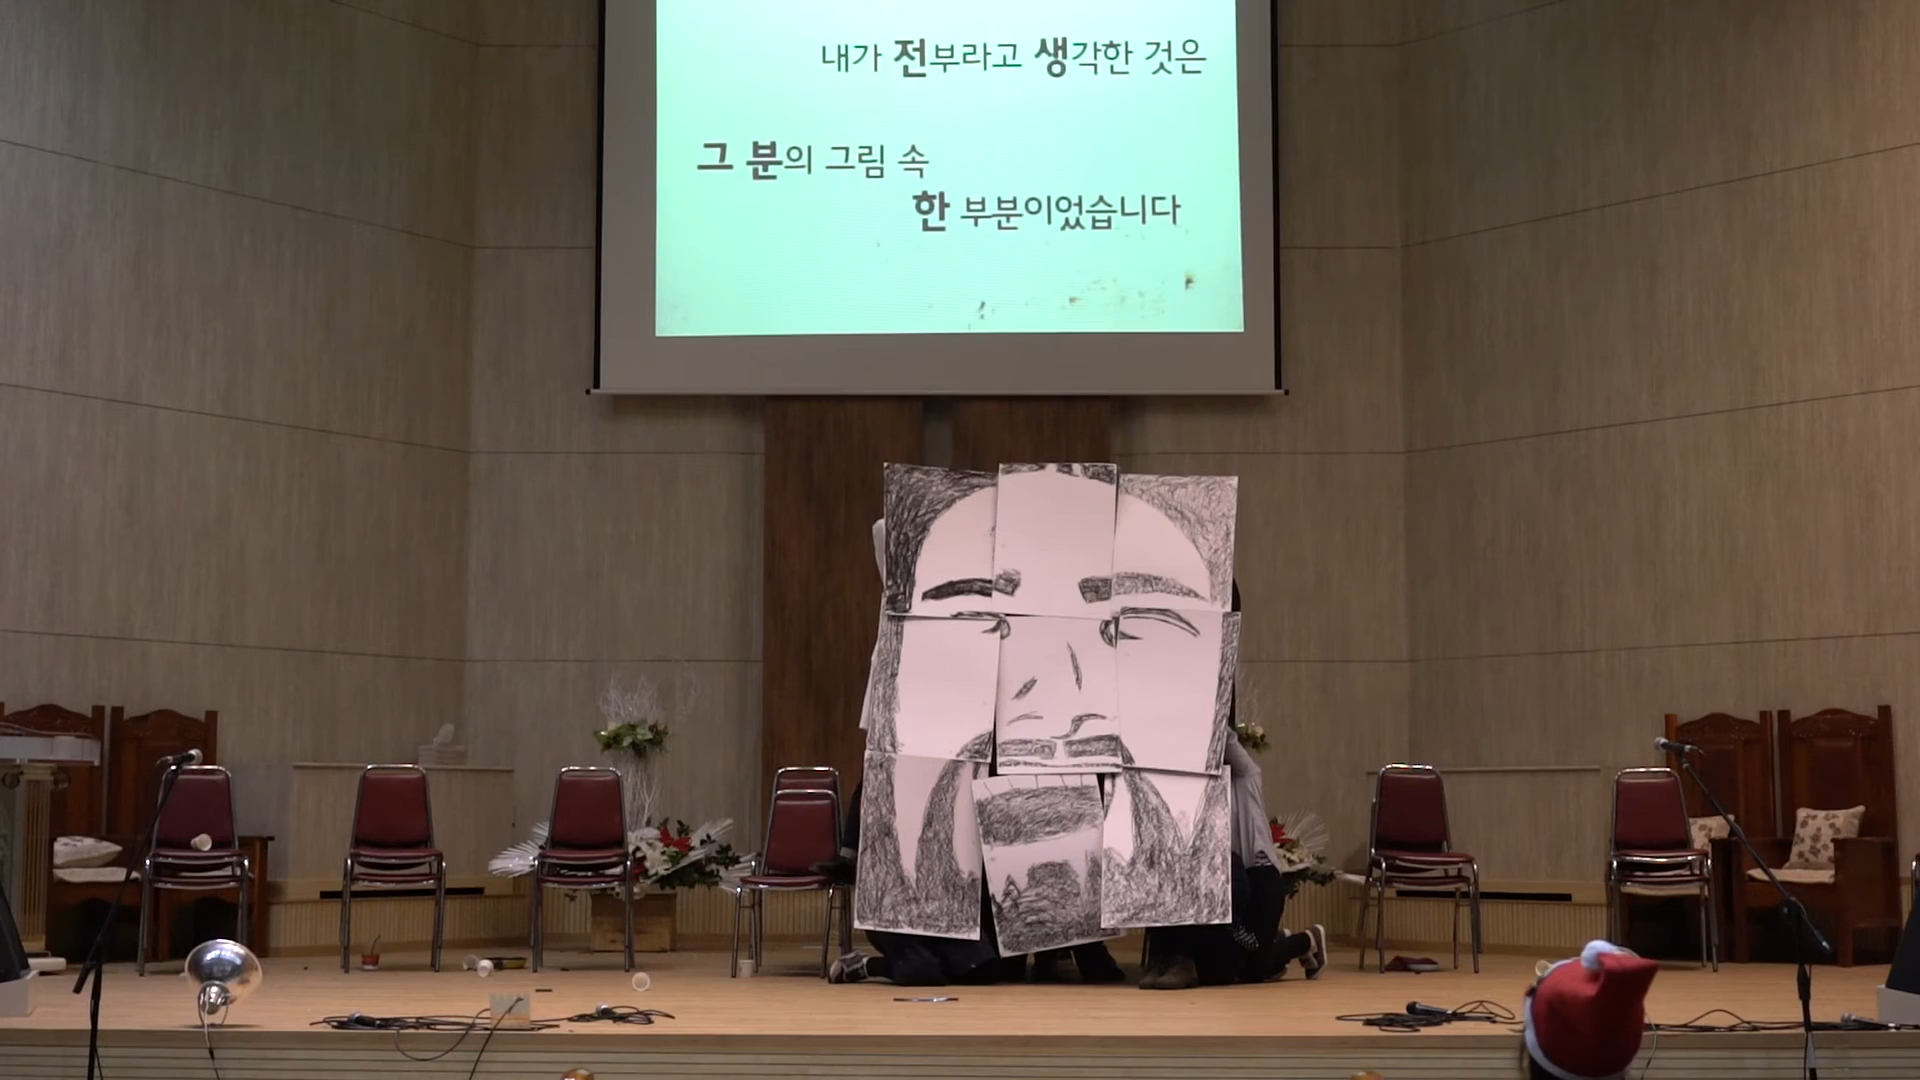 내가 전부라고 생각한 것은
그 분의 그림 속
한 부분이었습니다